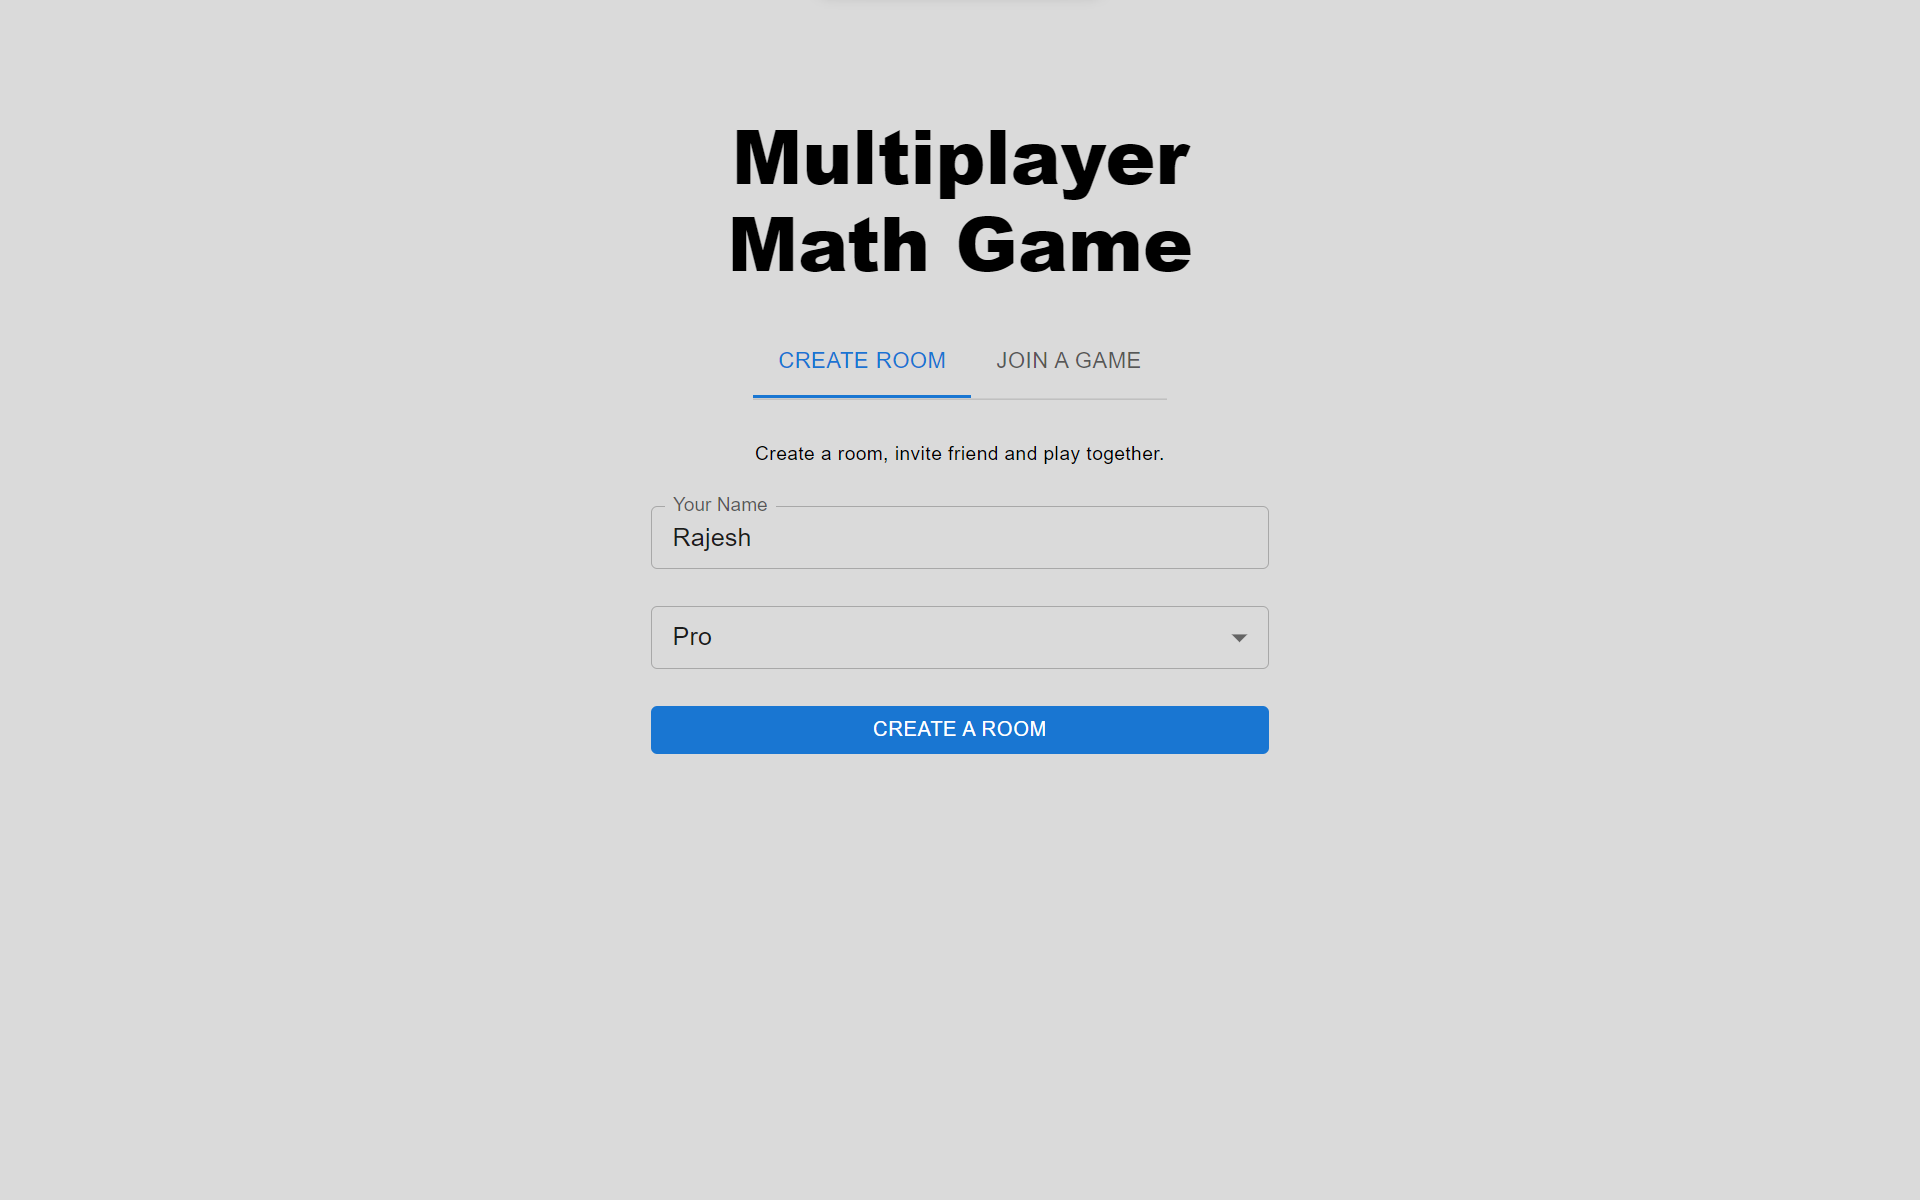 Multiplayer
Math Game
CREATE ROOM JOIN A GAME
Create a room, invite friend and play together.
Your Name
Rajesh
Pro
CREATE A ROOM